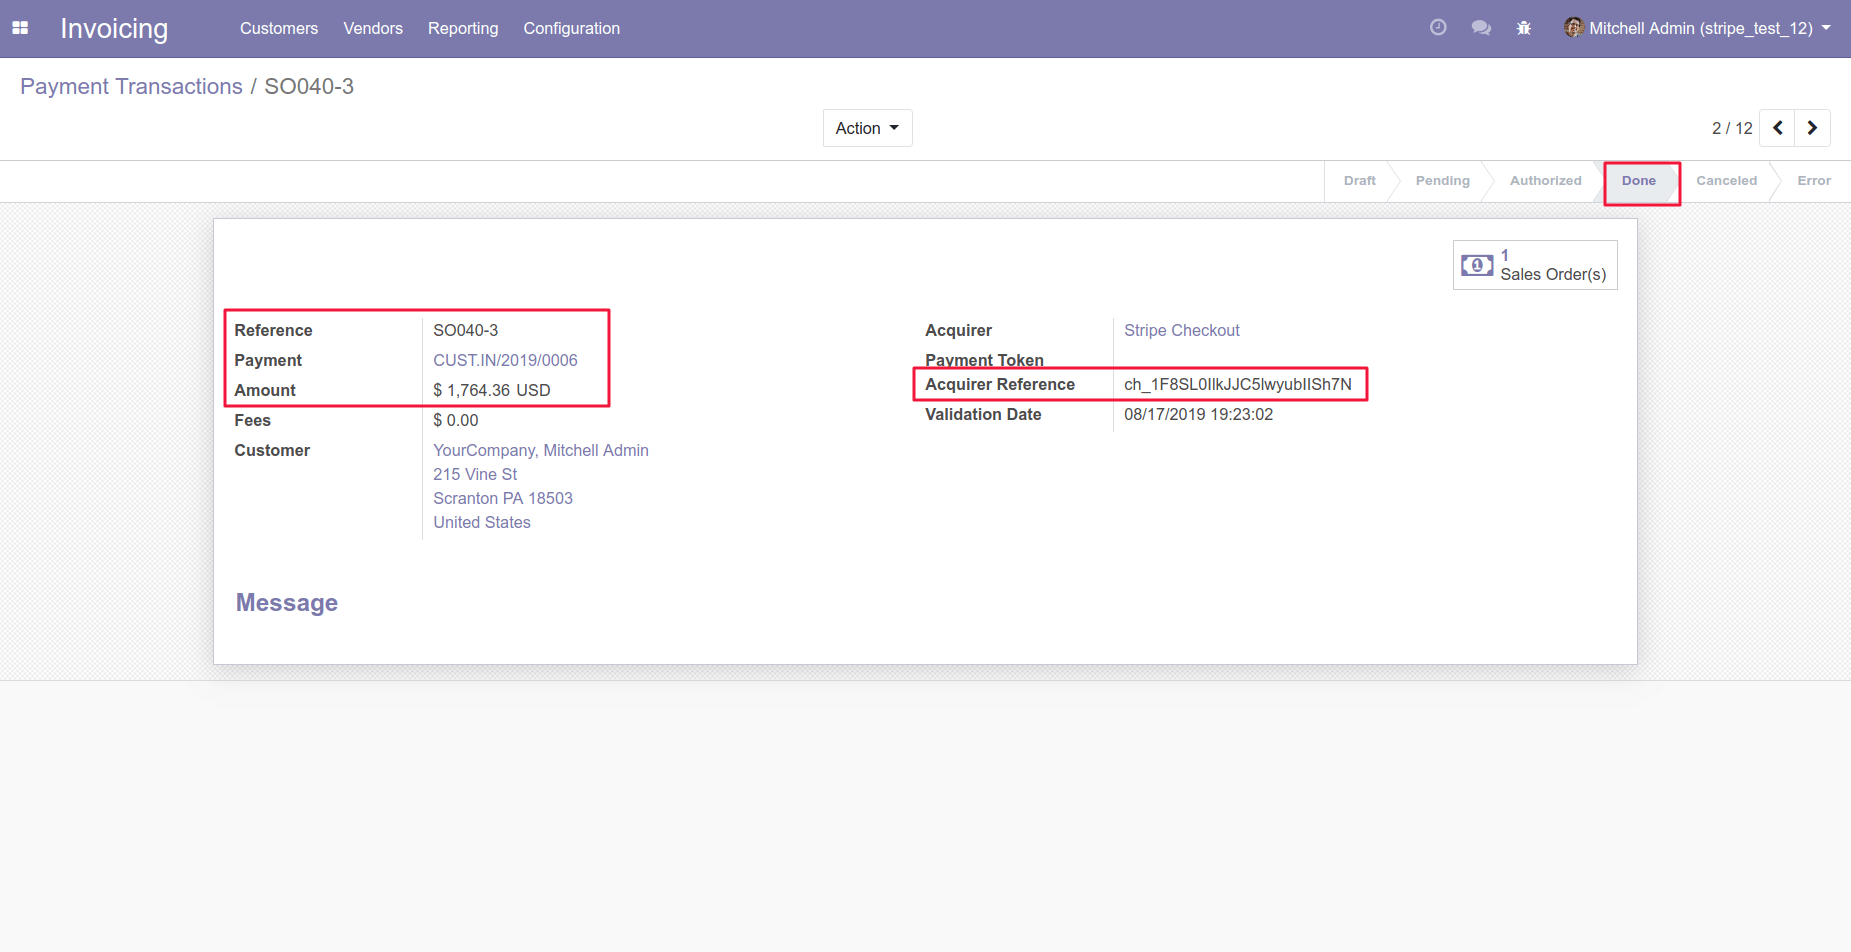 Invoicing
Customers Vendors Reporting Configuration
Mitchell Admin (stripe_test_12)
Payment Transactions / SO040-3
Action
2 / 12
Draft Pending Authorized Done Canceled Error
1
Sales Order(s)
Reference SO040-3
Payment CUST.IN/2019/0006
Amount $ 1,764.36 USD
Fees $ 0.00
Customer YourCompany, Mitchell Admin
215 Vine St
Scranton PA 18503
United States
Acquirer Stripe Checkout
Payment Token
Acquirer Reference ch_1F8SL0IlkJJC5lwyubIISh7N
Validation Date 08/17/2019 19:23:02
Message